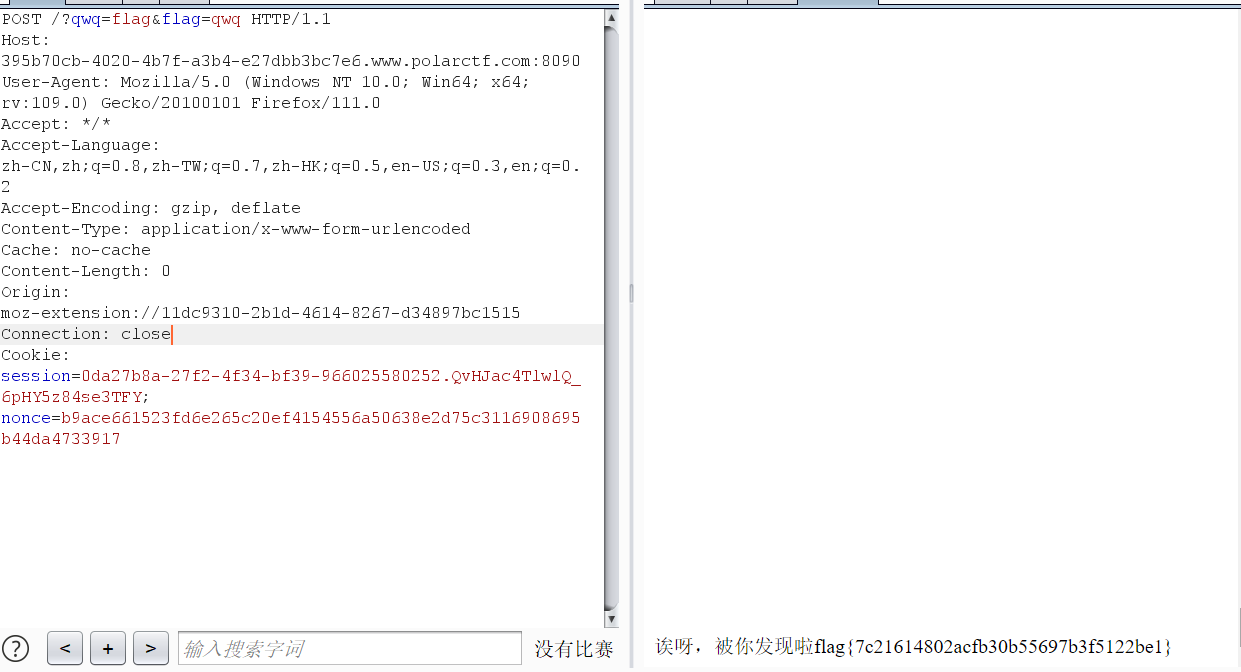 POST /?qwq=flag&flag=qwq HTTP/1.1
Host:
395b70cb-4020-4b7f-a3b4-e27dbb3bc7e6.www.polarctf.com:8090
User-Agent: Mozilla/5.0 (Windows NT 10.0; Win64; x64;
rv:109.0) Gecko/20100101 Firefox/111.0
Accept: */*
Accept-Language:
zh-CN,zh;q=0.8,zh-TW;q=0.7,zh-HK;q=0.5,en-US;q=0.3,en;q=0.
2
Accept-Encoding: gzip, deflate
Content-Type: application/x-www-form-urlencoded
Cache: no-cache
Content-Length: 0
Origin:
moz-extension://11dc9310-2b1d-4614-8267-d34897bc1515
Connection: close
Cookie:
session=0da27b8a-27f2-4f34-bf39-966025580252.QvHJac4TlwlQ_
6pHY5z84se3TFY;
nonce=b9ace661523fd6e265c20ef4154556a50638e2d75c3116908695
b44da4733917
? < + > 输入搜索字词 没有比赛
诶呀，被你发现啦flag{7c21614802acfb30b55697b3f5122be1}